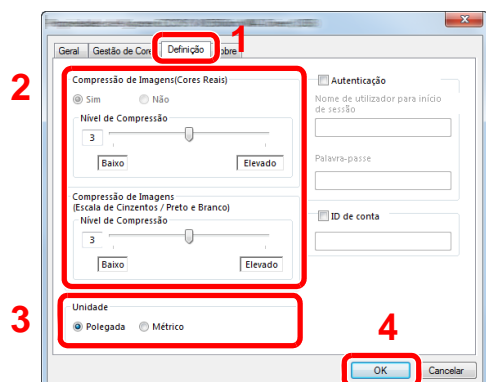 1
Geral Gestão de Core Definição obre
2
Compressão de Imagens(Cores Reais)
Sim Não
Nível de Compressão
3
Baixo Elevado
Compressão de Imagens
(Escala de Cinzentos / Preto e Branco)
Nível de Compressão
3
Baixo Elevado
Autenticação
Nome de utilizador para início
de sessão
Palavra-passe
ID de conta
3
Unidade
Polegada Métrico
4
OK Cancelar